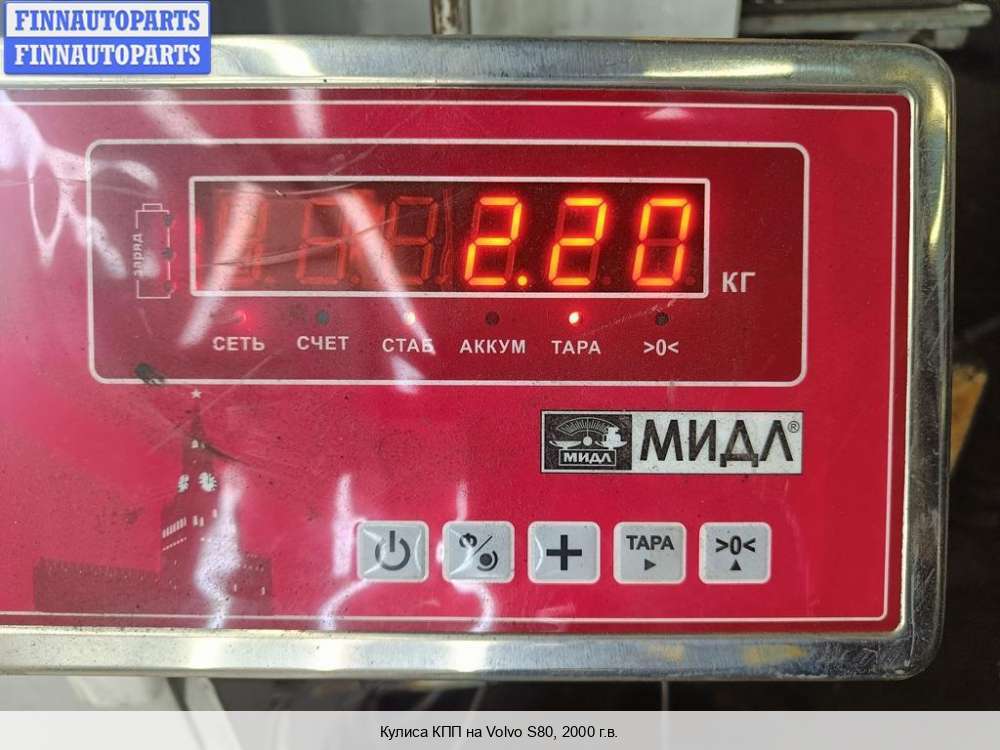 FINNAUTOPARTS
FINNAUTOPARTS
заряд
2.20
КГ
СЕТЬ СЧЕТ СТАБ АККУМ ТАРА >0<
МИДЛ МИДЛ®
ТАРА >0<
Кулиса КПП на Volvo S80, 2000 г.в.